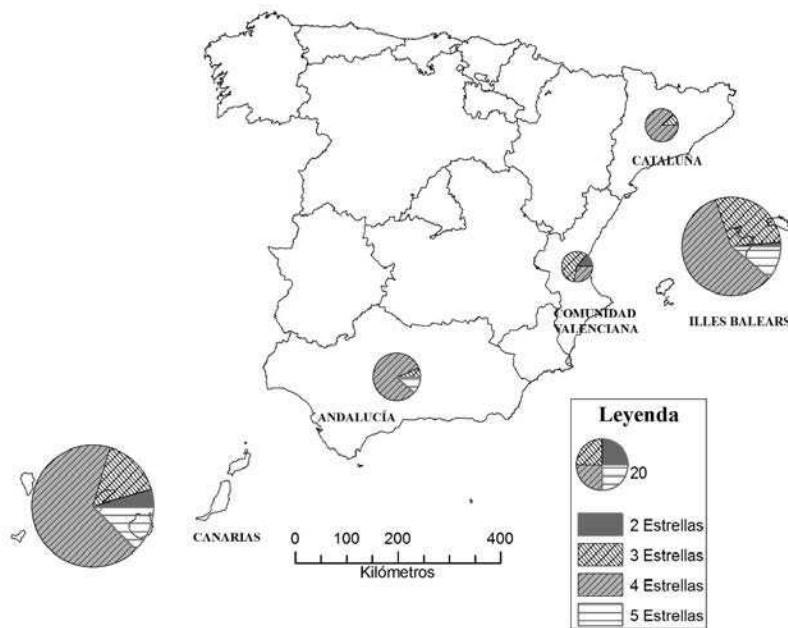 CATALUÑA
ILLES BALEARS
COMUNIDAD
VALENCIANA
ANDALUCÍA
CANARIAS
0 100 200 400
Kilómetros
Leyenda
20
2 Estrellas
3 Estrellas
4 Estrellas
5 Estrellas